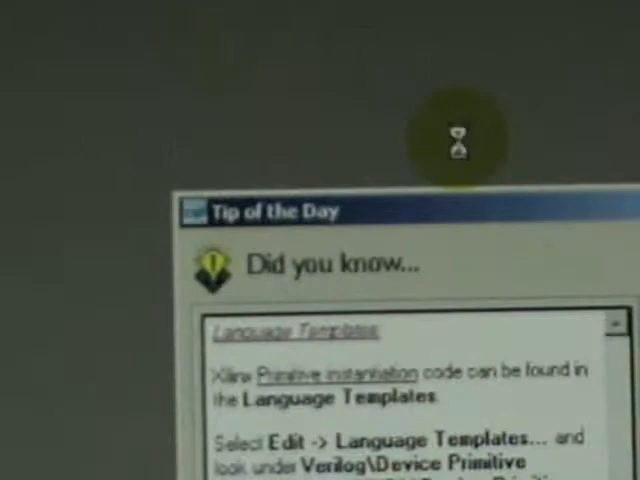 Tip of the Day
Did you know...
Language Templates
Xilinx Primitive instantiation code can be found in
the Language Templates
Select Edit -> Language Templates... and
look under Verilog\Device Primitive